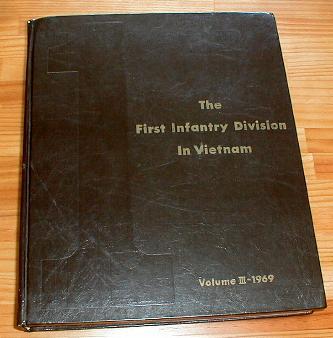 The
First Infantry Division
In Vietnam
Volume III-1969